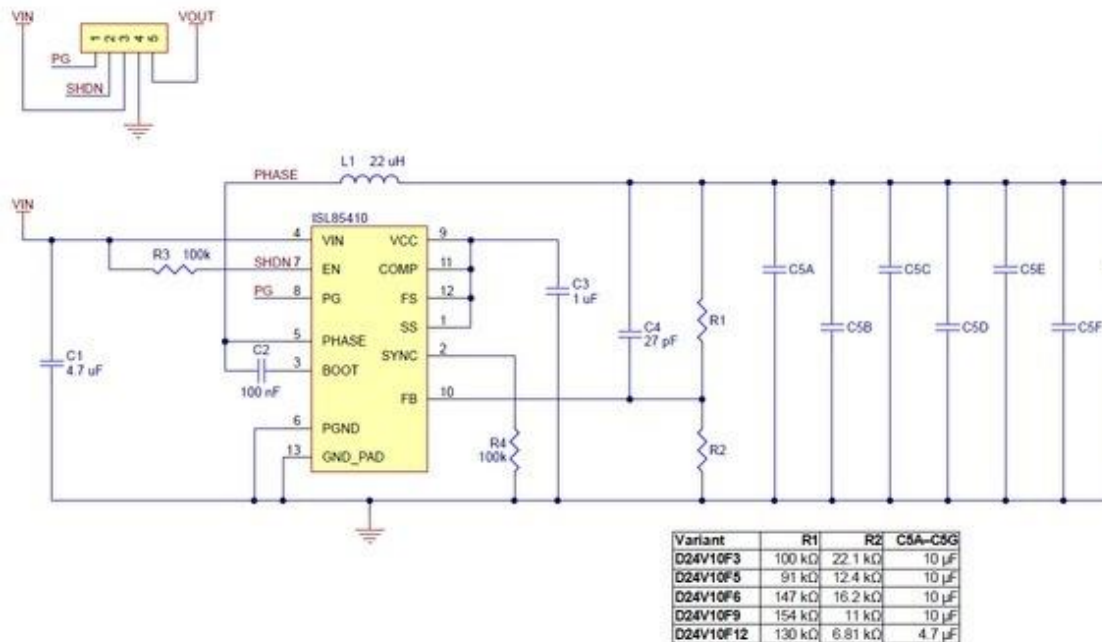 VIN
VOUT
1 2 3 4 5
PG
SHDN
L1 22 uH
PHASE
VIN
ISL85410
4 VIN VCC 9
R3 100k
SHDN 7 EN COMP 11
PG 8 PG FS 12
SS 1
5 PHASE SYNC 2
C2
100 nF
3 BOOT
FB 10
6 PGND
13 GND_PAD
C1
4.7 uF
C3
1 uF
C4
27 pF
R1
R2
R4
100k
C5A
C5B
C5C
C5D
C5E
C5F
Variant R1 R2 C5A–C5G
D24V10F3 100 kΩ 22.1 kΩ 10 µF
D24V10F5 91 kΩ 12.4 kΩ 10 µF
D24V10F6 147 kΩ 16.2 kΩ 10 µF
D24V10F9 154 kΩ 11 kΩ 10 µF
D24V10F12 130 kΩ 6.81 kΩ 4.7 µF